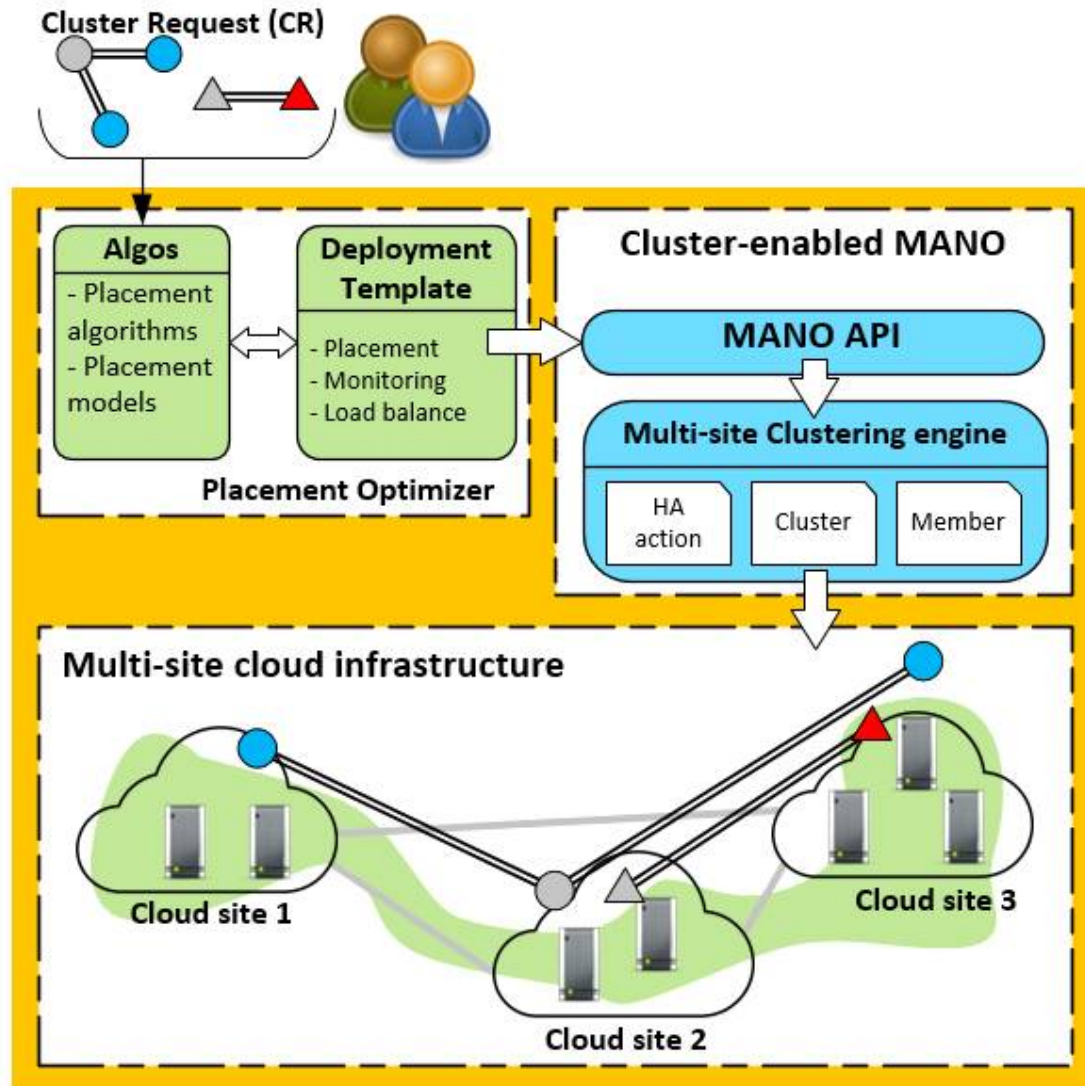 Cluster Request (CR)
Algos
- Placement
algorithms
- Placement
models
Deployment
Template
- Placement
- Monitoring
- Load balance
Placement Optimizer
Cluster-enabled MANO
MANO API
Multi-site Clustering engine
HA
action
Cluster
Member
Multi-site cloud infrastructure
Cloud site 1
Cloud site 3
Cloud site 2